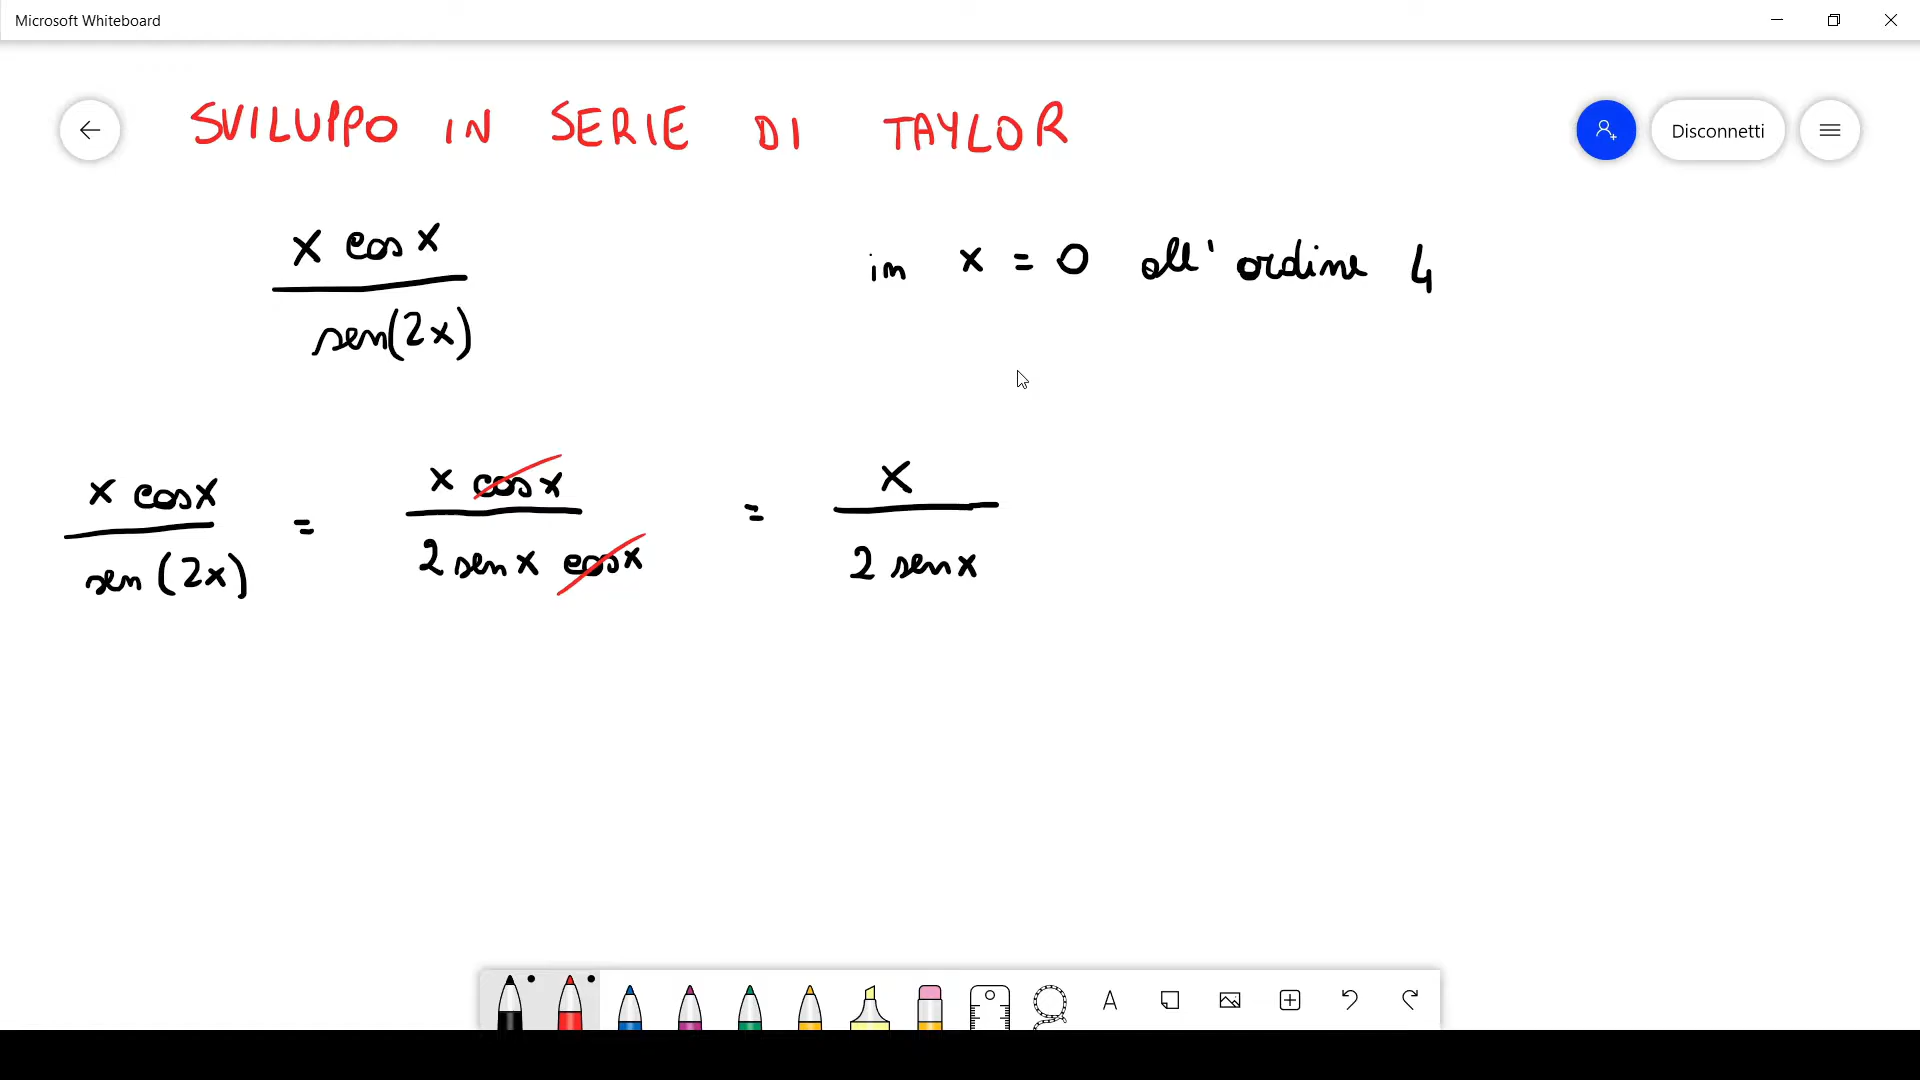 Microsoft Whiteboard
SVILUPPO IN SERIE DI TAYLOR
Disconnetti
x cos x / sen(2x) in x = 0 all' ordine 4
x cos x / sen (2x) = x cos x / 2 sen x cos x = x / 2 sen x
A